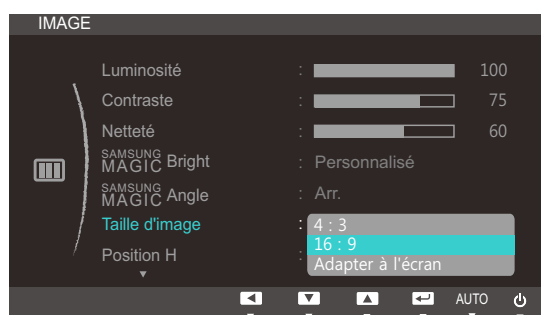 IMAGE
Luminosité : 100
Contraste : 75
Netteté : 60
SAMSUNG MAGIC Bright : Personnalisé
SAMSUNG MAGIC Angle : Arr.
Taille d'image : 4 : 3
16 : 9
Position H : Adapter à l'écran
AUTO